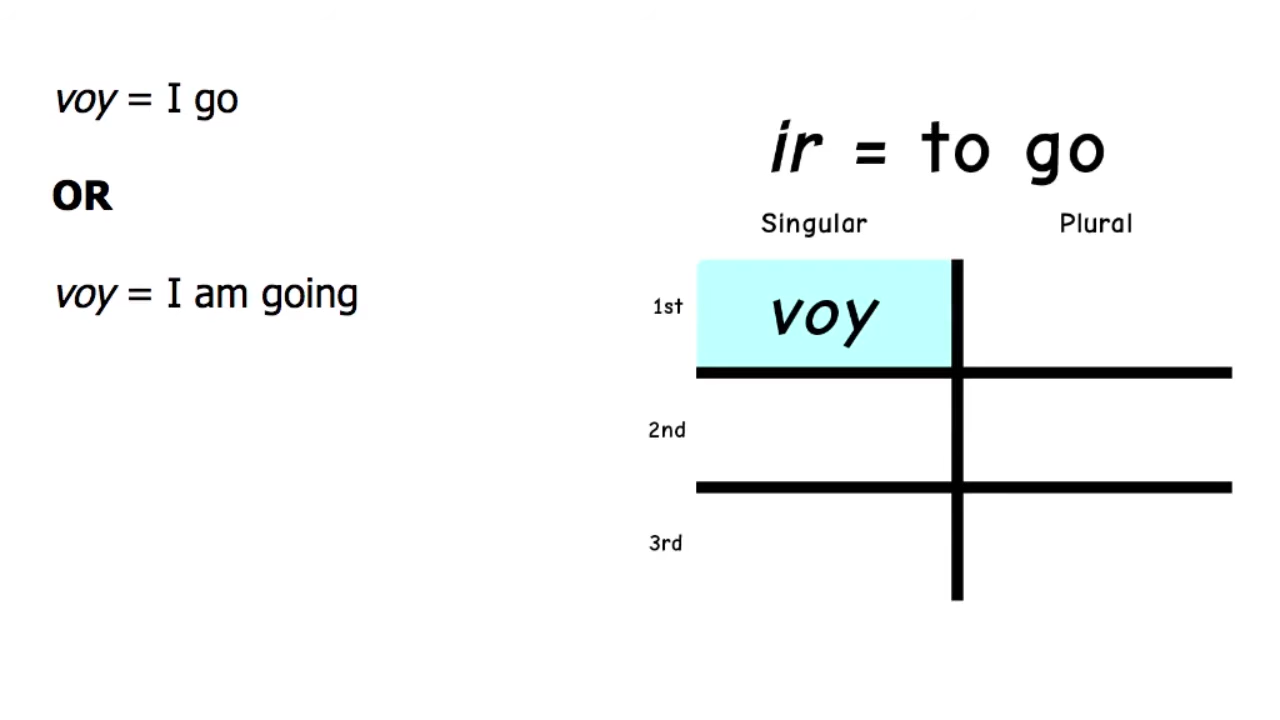 voy = I go
OR
voy = I am going
ir = to go
Singular Plural
1st voy
2nd
3rd